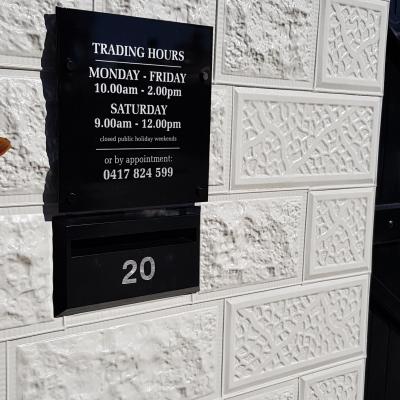 TRADING HOURS
MONDAY - FRIDAY
10.00am - 2.00pm
SATURDAY
9.00am - 12.00pm
closed public holiday weekends
or by appointment:
0417 824 599
20